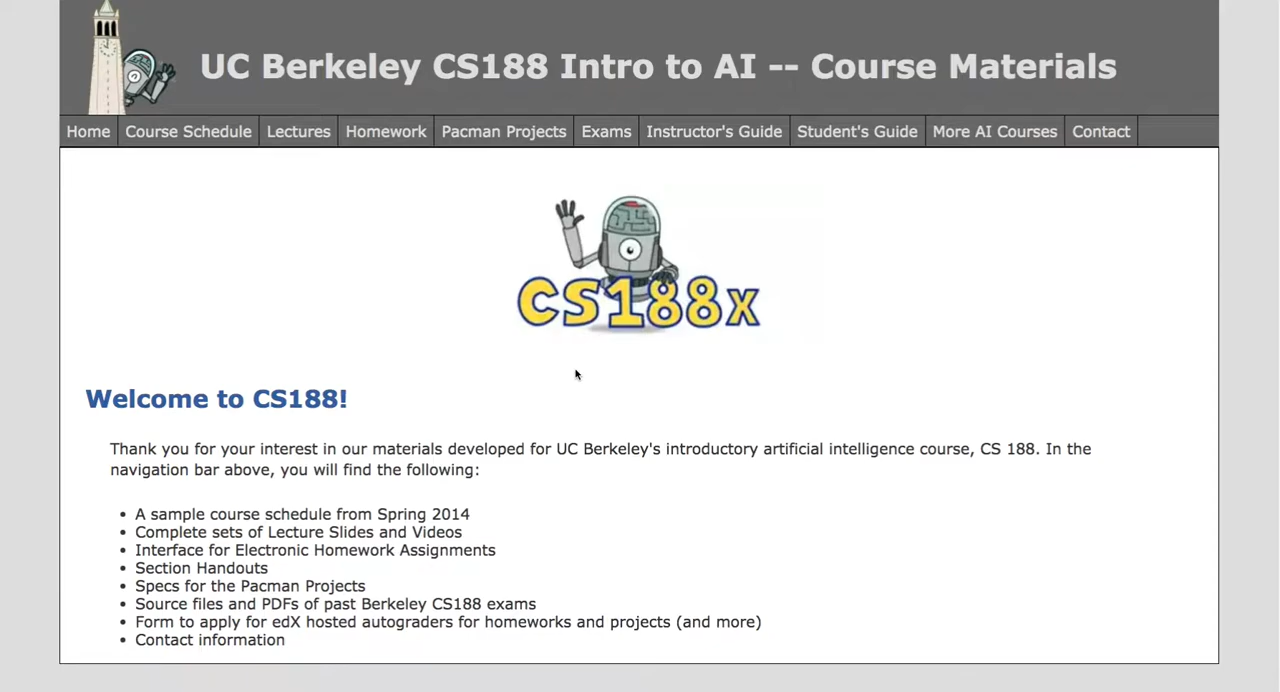 UC Berkeley CS188 Intro to AI -- Course Materials
Home Course Schedule Lectures Homework Pacman Projects Exams Instructor's Guide Student's Guide More AI Courses Contact
CS188x
Welcome to CS188!
Thank you for your interest in our materials developed for UC Berkeley's introductory artificial intelligence course, CS 188. In the
navigation bar above, you will find the following:
• A sample course schedule from Spring 2014
• Complete sets of Lecture Slides and Videos
• Interface for Electronic Homework Assignments
• Section Handouts
• Specs for the Pacman Projects
• Source files and PDFs of past Berkeley CS188 exams
• Form to apply for edX hosted autograders for homeworks and projects (and more)
• Contact information